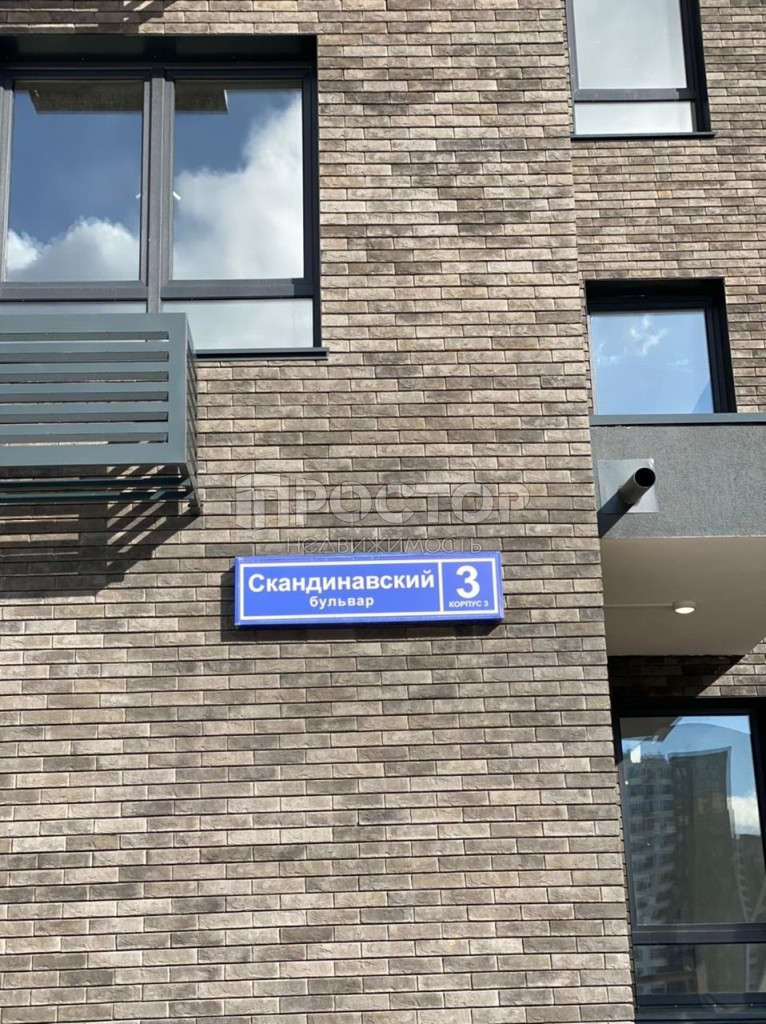 ПРОСТОР
НЕДВИЖИМОСТЬ
Скандинавский
бульвар
3
КОРПУС 3